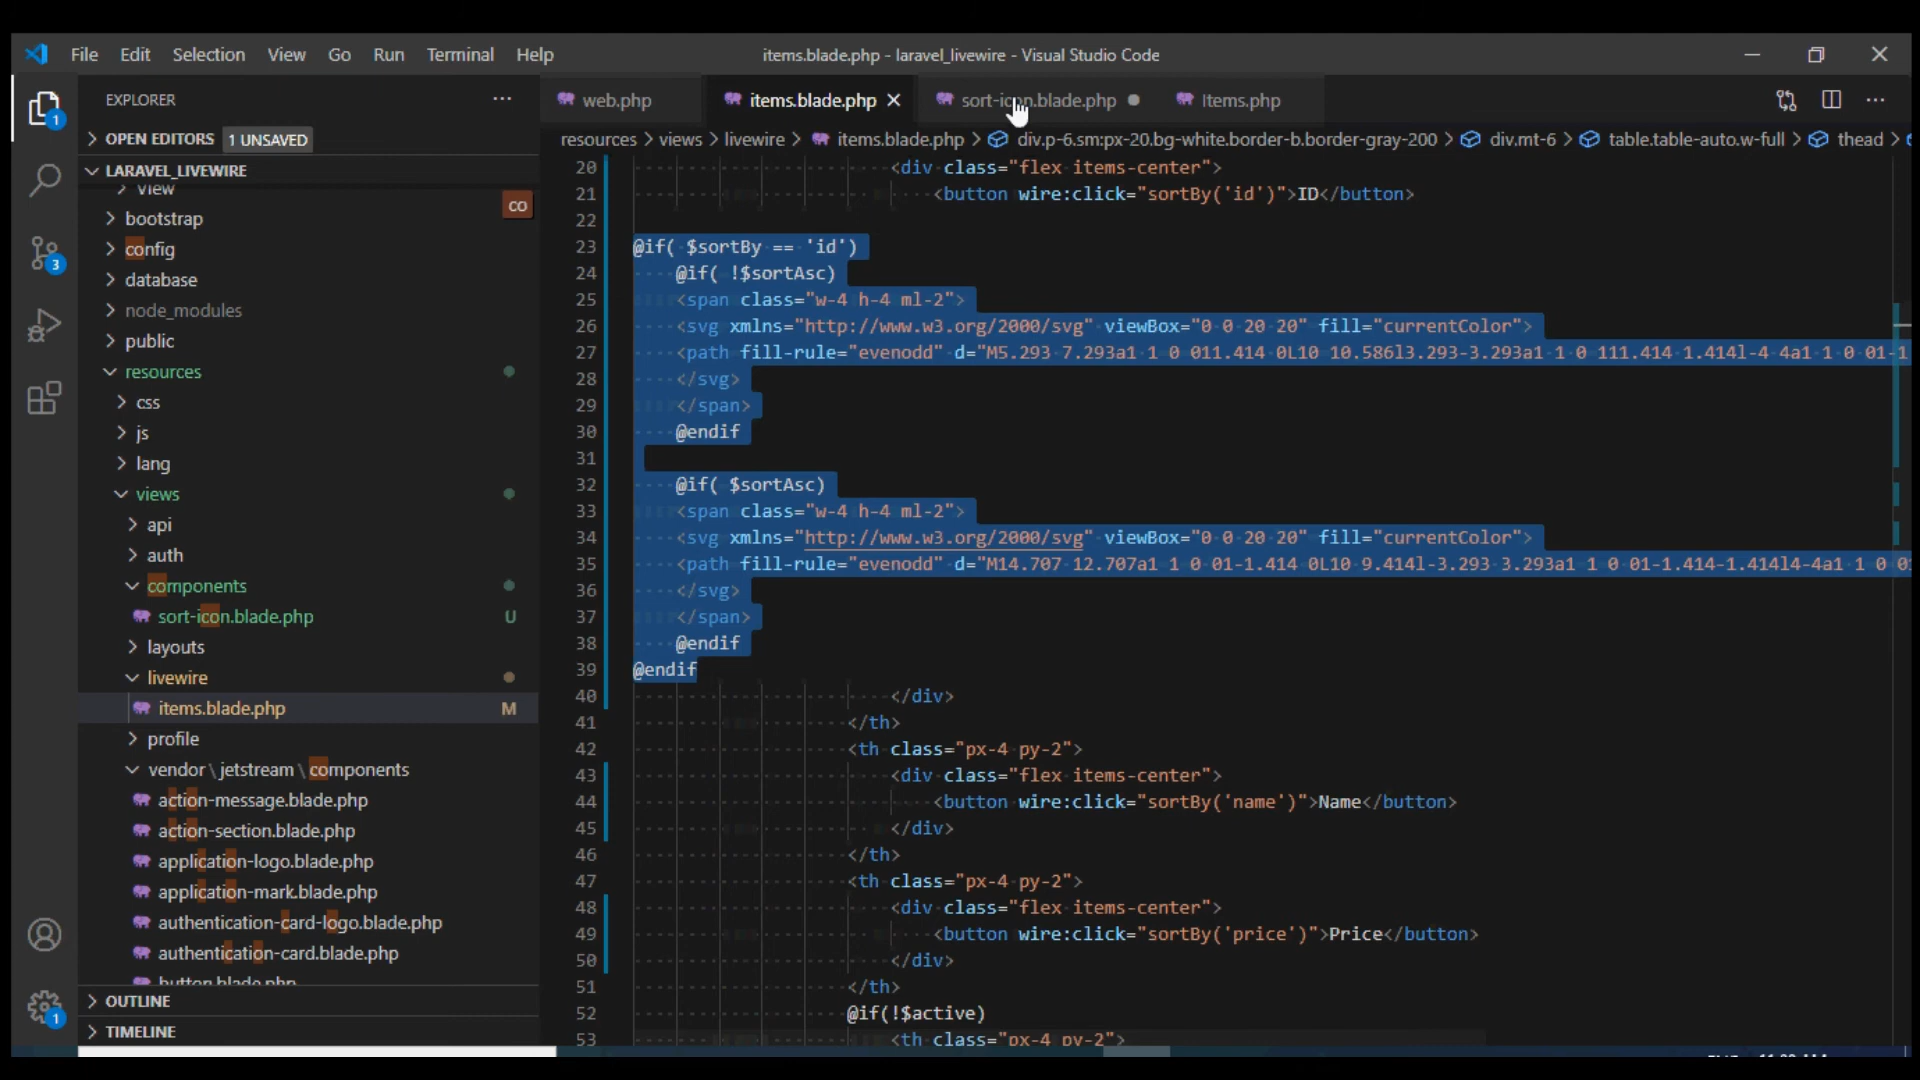 File Edit Selection View Go Run Terminal Help
items.blade.php - laravel_livewire - Visual Studio Code
EXPLORER
web.php
items.blade.php
sort-icon.blade.php
Items.php
OPEN EDITORS 1 UNSAVED
resources > views > livewire > items.blade.php > div.p-6.sm:px-20.bg-white.border-b.border-gray-200 > div.mt-6 > table.table-auto.w-full > thead >
LARAVEL_LIVEWIRE
View
co
bootstrap
config
database
node_modules
public
resources
css
js
lang
views
api
auth
components
sort-icon.blade.php U
layouts
livewire
items.blade.php M
profile
vendor\jetstream\components
action-message.blade.php
action-section.blade.php
application-logo.blade.php
application-mark.blade.php
authentication-card-logo.blade.php
authentication-card.blade.php
button.blade.php
OUTLINE
TIMELINE
1
3
1
20 <div class="flex items-center">
21 <button wire:click="sortBy('id')">ID</button>
22
23 @if( $sortBy == 'id')
24 @if( !$sortAsc)
25 <span class="w-4 h-4 ml-2">
26 <svg xmlns="http://www.w3.org/2000/svg" viewBox="0 0 20 20" fill="currentColor">
27 <path fill-rule="evenodd" d="M5.293 7.293a1 1 0 011.414 0L10 10.586l3.293-3.293a1 1 0 111.414 1.414l-4 4a1 1 0 01-1
28 </svg>
29 </span>
30 @endif
31
32 @if( $sortAsc)
33 <span class="w-4 h-4 ml-2">
34 <svg xmlns="http://www.w3.org/2000/svg" viewBox="0 0 20 20" fill="currentColor">
35 <path fill-rule="evenodd" d="M14.707 12.707a1 1 0 01-1.414 0L10 9.414l-3.293 3.293a1 1 0 01-1.414-1.414l4-4a1 1 0 01
36 </svg>
37 </span>
38 @endif
39 @endif
40 </div>
41 </th>
42 <th class="px-4 py-2">
43 <div class="flex items-center">
44 <button wire:click="sortBy('name')">Name</button>
45 </div>
46 </th>
47 <th class="px-4 py-2">
48 <div class="flex items-center">
49 <button wire:click="sortBy('price')">Price</button>
50 </div>
51 </th>
52 @if(!$active)
53 <th class="px-4 py-2">